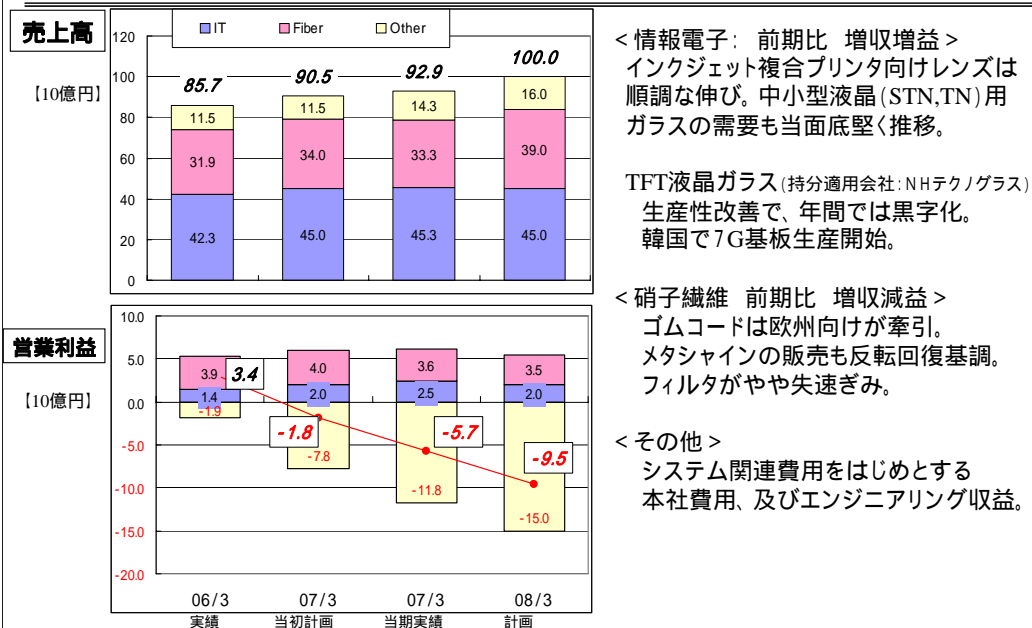 売上高
【10億円】
IT Fiber Other
120
100
80
60
40
20
0
85.7 90.5 92.9 100.0
11.5 11.5 14.3 16.0
31.9 34.0 33.3 39.0
42.3 45.0 45.3 45.0
営業利益
【10億円】
10.0
5.0
0.0
-5.0
-10.0
-15.0
-20.0
3.9 4.0 3.6 3.5
1.4 2.0 2.5 2.0
-1.9 -7.8 -11.8 -15.0
3.4 -1.8 -5.7 -9.5
06/3 07/3 07/3 08/3
実績 当初計画 当期実績 計画
<情報電子: 前期比 増収増益>
インクジェット複合プリンタ向けレンズは
順調な伸び。中小型液晶(STN,TN)用
ガラスの需要も当面底堅く推移。
TFT液晶ガラス(持分適用会社:NHテクノグラス)
生産性改善で、年間では黒字化。
韓国で7G基板生産開始。
<硝子繊維 前期比 増収減益>
ゴムコードは欧州向けが牽引。
メタシャインの販売も反転回復基調。
フィルタがやや失速ぎみ。
<その他>
システム関連費用をはじめとする
本社費用、及びエンジニアリング収益。